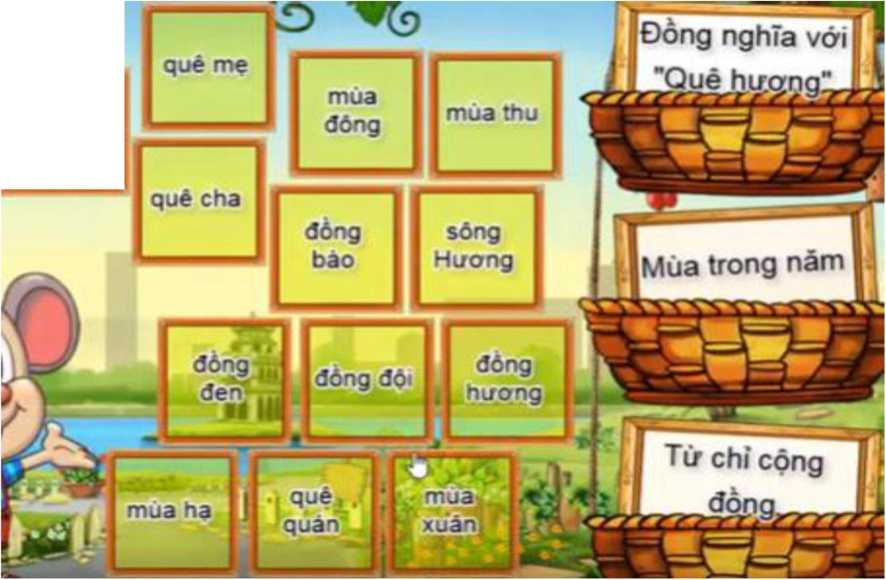 quê mẹ
mùa
đông
mùa thu
quê cha
đồng
bào
sông
Hương
đồng
đen
đồng đội
đồng
hương
mùa hạ
quê
quán
mùa
xuân
Đồng nghĩa với
"Quê hương"
Mùa trong năm
Từ chỉ cộng
đồng